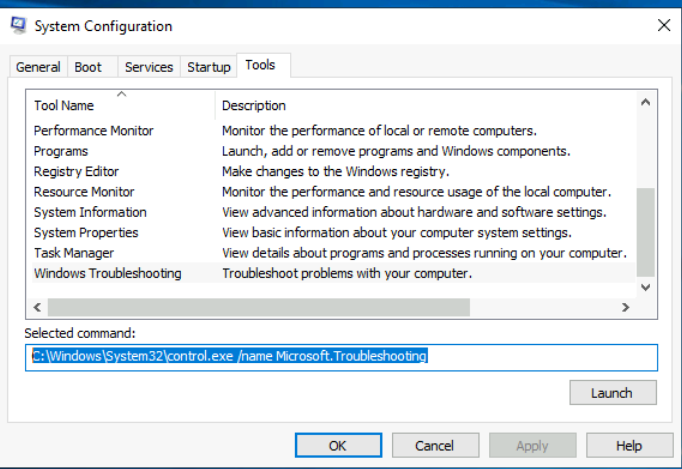 System Configuration
General Boot Services Startup Tools
Tool Name Description
Performance Monitor Monitor the performance of local or remote computers.
Programs Launch, add or remove programs and Windows components.
Registry Editor Make changes to the Windows registry.
Resource Monitor Monitor the performance and resource usage of the local computer.
System Information View advanced information about hardware and software settings.
System Properties View basic information about your computer system settings.
Task Manager View details about programs and processes running on your computer.
Windows Troubleshooting Troubleshoot problems with your computer.
Selected command:
C:\Windows\System32\control.exe /name Microsoft.Troubleshooting
Launch
OK Cancel Apply Help